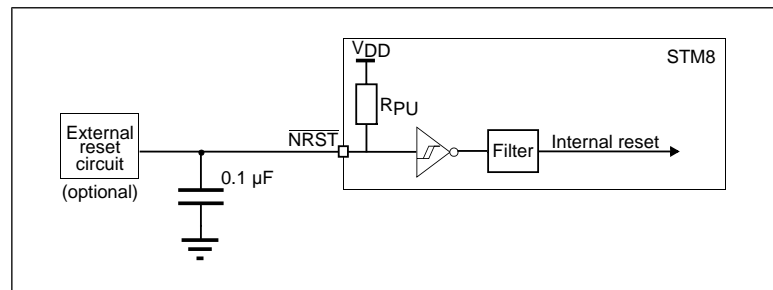 VDD
STM8
RPU
External
reset
circuit
(optional)
NRST
Filter
Internal reset
0.1 µF